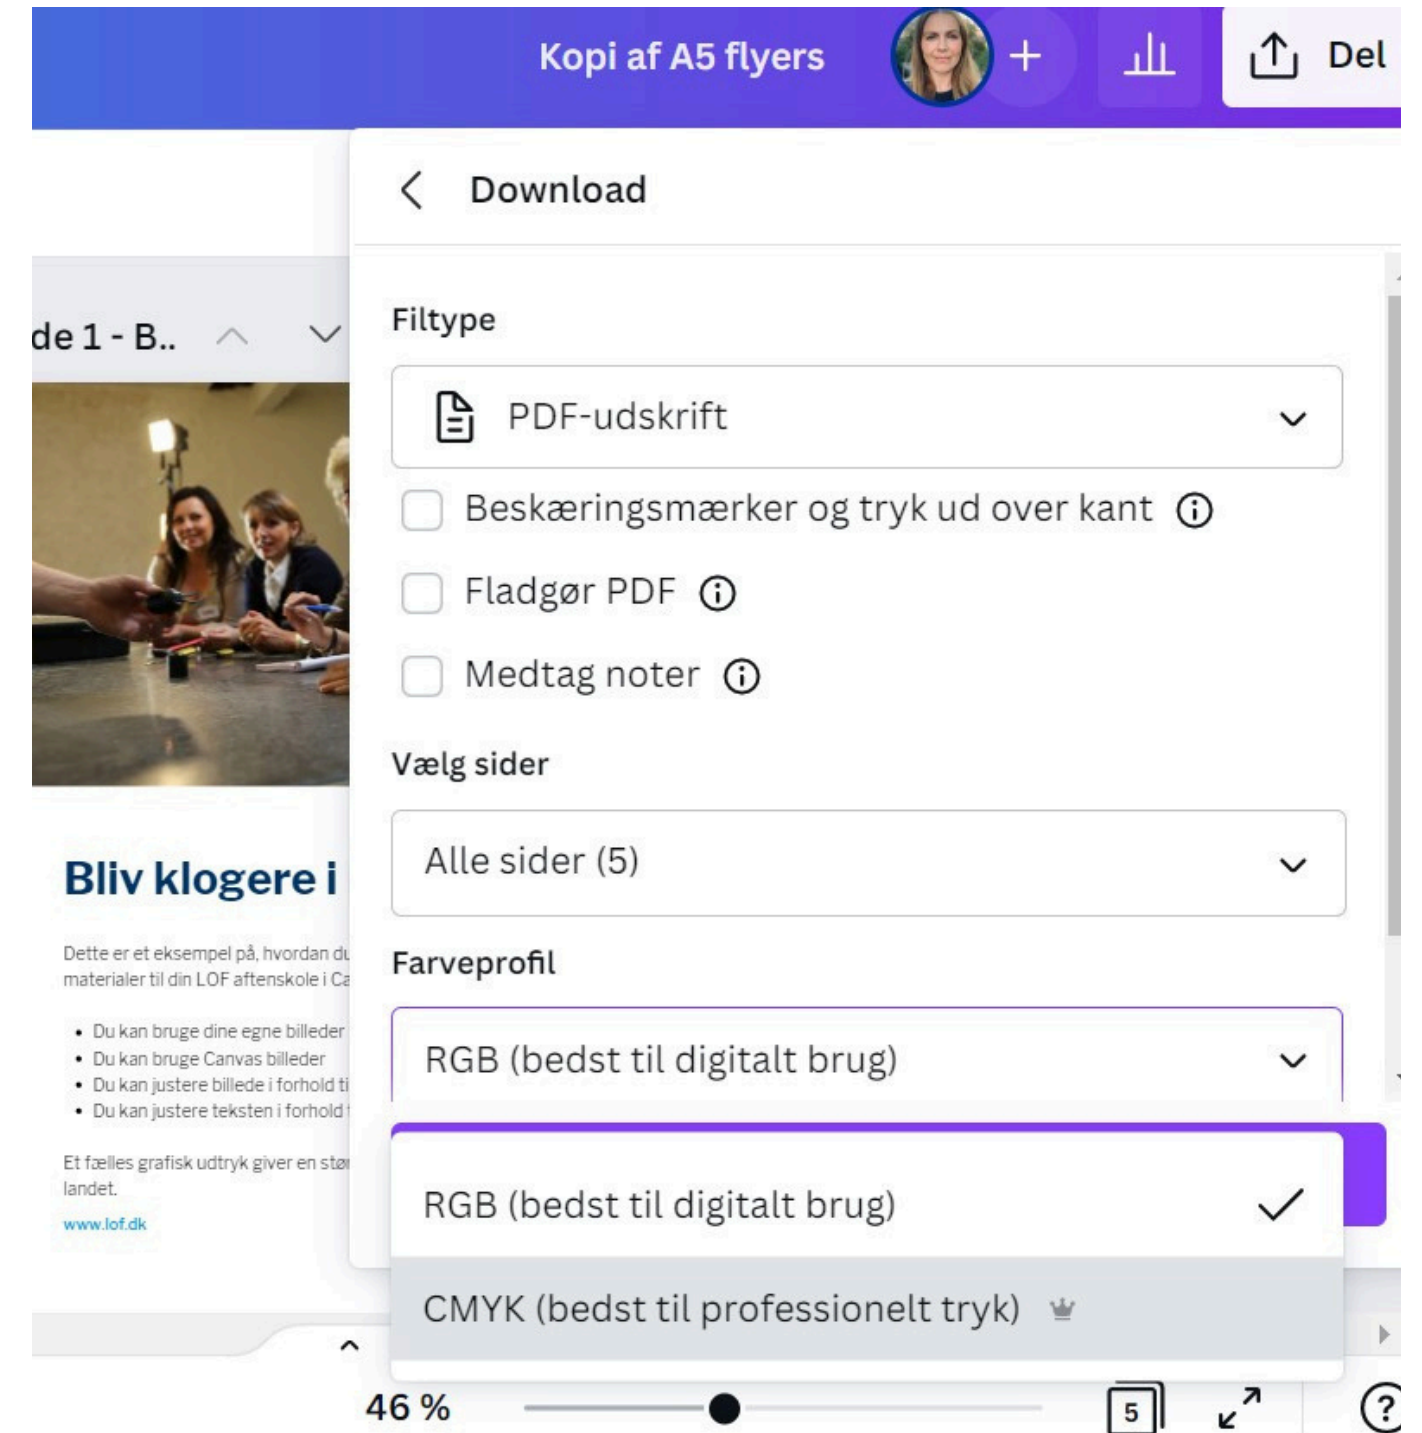 Kopi af A5 flyers
Del
Download
de 1 - B..
Filtype
PDF-udskrift
Beskæringsmærker og tryk ud over kant
Fladgør PDF
Medtag noter
Vælg sider
Alle sider (5)
Farveprofil
RGB (bedst til digitalt brug)
RGB (bedst til digitalt brug)
CMYK (bedst til professionelt tryk)
Bliv klogere i
Dette er et eksempel på, hvordan du
materialer til din LOF aftenskole i Ca
• Du kan bruge dine egne billeder
• Du kan bruge Canvas billeder
• Du kan justere billede i forhold ti
• Du kan justere teksten i forhold
Et fælles grafisk udtryk giver en stør
landet.
www.lof.dk
46 %
5